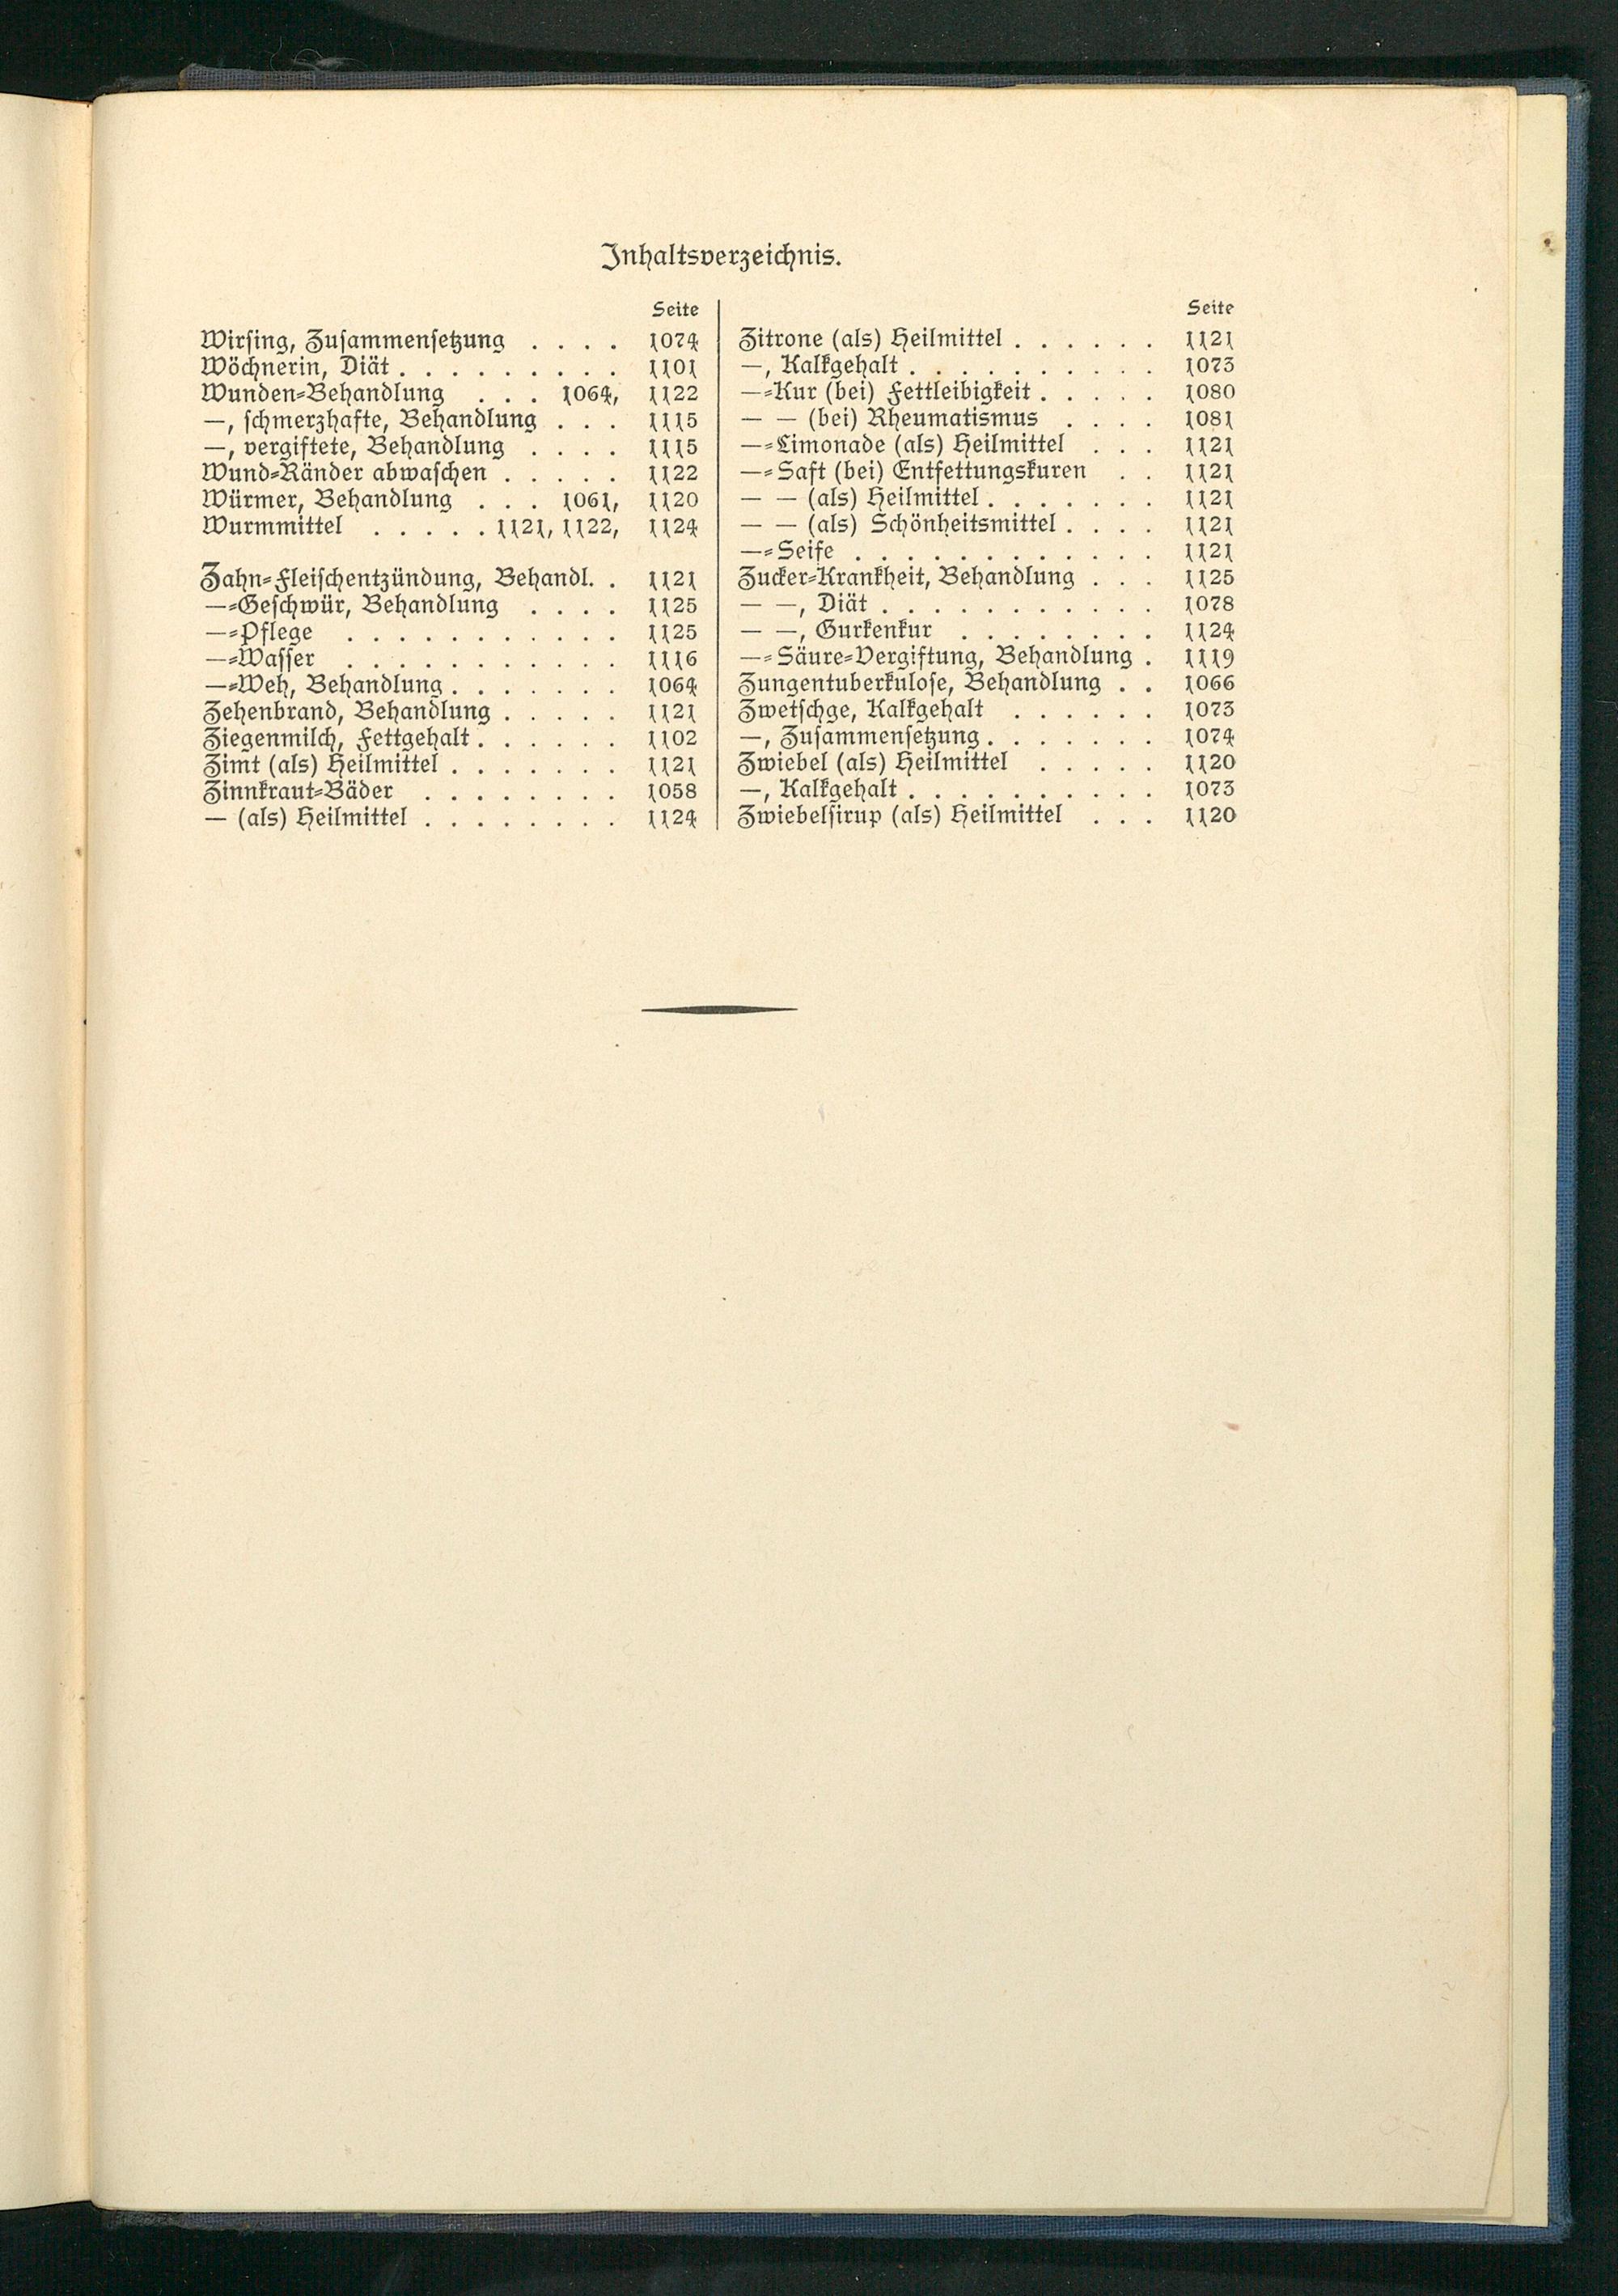 Inhaltsverzeichnis.
Seite
Wirsing, Zusammensetzung . . . . 1074
Wöchnerin, Diät . . . . . . . . . 1101
Wunden-Behandlung . . . 1064, 1122
—, schmerzhafte, Behandlung . . . 1115
—, vergiftete, Behandlung . . . . 1115
Wund-Ränder abwaschen . . . . . 1122
Würmer, Behandlung . . . 1061, 1120
Wurmmittel . . . . . 1121, 1122, 1124
Zahn-Fleischentzündung, Behandl. . 1121
—-Geschwür, Behandlung . . . . 1125
—-Pflege . . . . . . . . . . . 1125
—-Wasser . . . . . . . . . . . 1116
—-Weh, Behandlung . . . . . . . 1064
Zehenbrand, Behandlung . . . . . 1121
Ziegenmilch, Fettgehalt . . . . . . 1102
Zimt (als) Heilmittel . . . . . . . 1121
Zinnkraut-Bäder . . . . . . . . 1058
— (als) Heilmittel . . . . . . . . 1124
Seite
Zitrone (als) Heilmittel . . . . . . 1121
—, Kalkgehalt . . . . . . . . . . 1073
—-Kur (bei) Fettleibigkeit . . . . . 1080
— — (bei) Rheumatismus . . . . 1081
—-Limonade (als) Heilmittel . . . 1121
—-Saft (bei) Entfettungskuren . . 1121
— — (als) Heilmittel . . . . . . . 1121
— — (als) Schönheitsmittel . . . . 1121
—-Seife . . . . . . . . . . . . 1121
Zucker-Krankheit, Behandlung . . . 1125
— —, Diät . . . . . . . . . . . 1078
— —, Gurkenkur . . . . . . . . 1124
—-Säure-Vergiftung, Behandlung . 1119
Zungentuberkulose, Behandlung . . 1066
Zwetschge, Kalkgehalt . . . . . . 1073
—, Zusammensetzung . . . . . . . 1074
Zwiebel (als) Heilmittel . . . . . 1120
—, Kalkgehalt . . . . . . . . . . 1073
Zwiebelsirup (als) Heilmittel . . . 1120